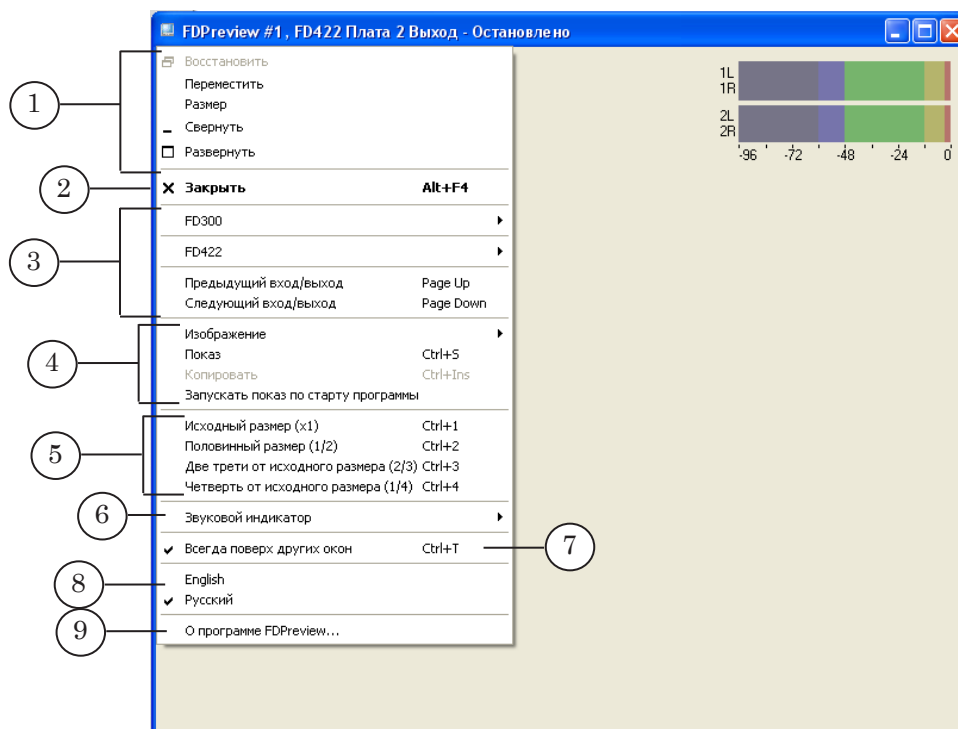 FDPreview #1, FD422 Плата 2 Выход - Остановлено
1L
1R
2L
2R
-96 -72 -48 -24 0
1
Восстановить
Переместить
Размер
Свернуть
Развернуть
2
Закрыть Alt+F4
3
FD300
FD422
Предыдущий вход/выход Page Up
Следующий вход/выход Page Down
4
Изображение
Показ Ctrl+S
Копировать Ctrl+Ins
Запускать показ по старту программы
5
Исходный размер (x1) Ctrl+1
Половинный размер (1/2) Ctrl+2
Две трети от исходного размера (2/3) Ctrl+3
Четверть от исходного размера (1/4) Ctrl+4
6
Звуковой индикатор
Всегда поверх других окон Ctrl+T
7
8
English
Русский
9
О программе FDPreview...